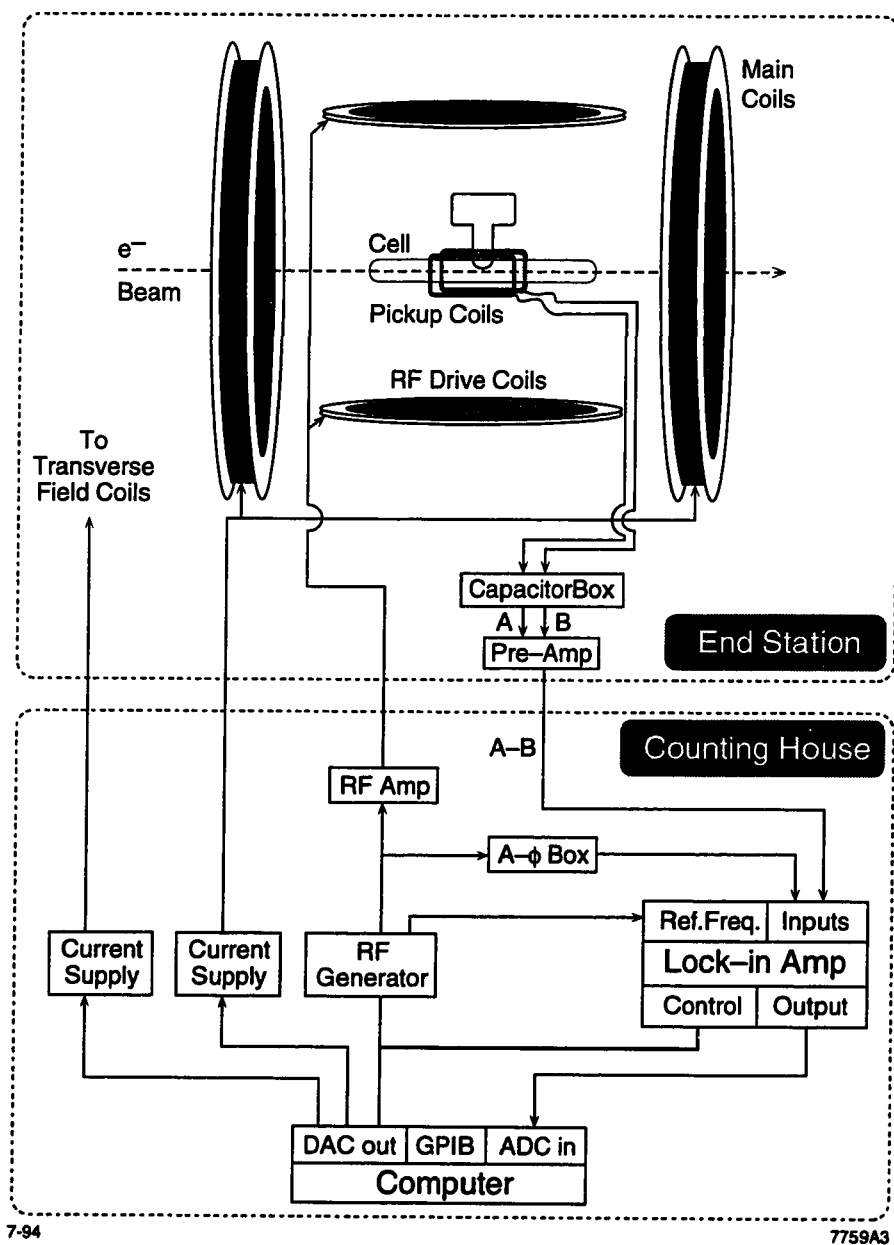 Main
Coils
e–
Cell
Beam
Pickup Coils
RF Drive Coils
To
Transverse
Field Coils
CapacitorBox
A B
Pre–Amp
End Station
Counting House
A–B
RF Amp
A–ϕ Box
Ref.Freq. Inputs
Current
Supply
Current
Supply
RF
Generator
Lock–in Amp
Control Output
DAC out GPIB ADC in
Computer
7-94
7759A3